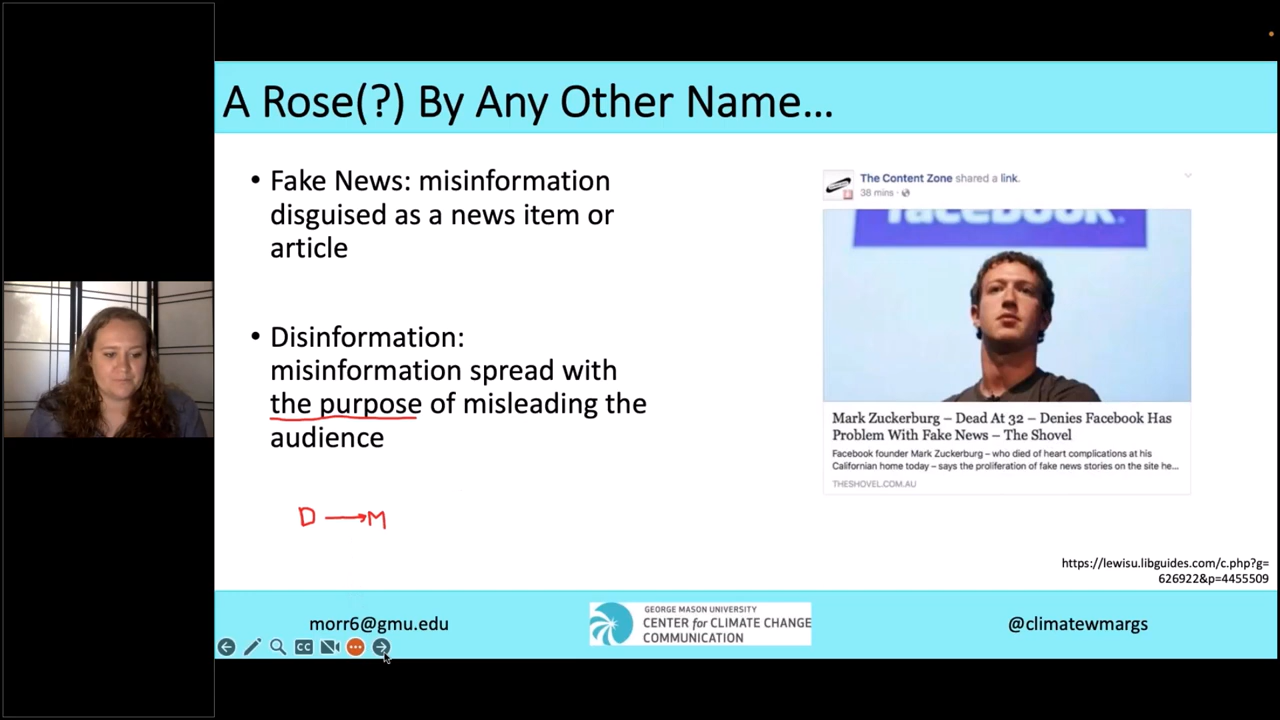 A Rose(?) By Any Other Name...
• Fake News: misinformation
disguised as a news item or
article
• Disinformation:
misinformation spread with
the purpose of misleading the
audience
D → M
The Content Zone shared a link.
38 mins ·
facebook.
Mark Zuckerburg – Dead At 32 – Denies Facebook Has
Problem With Fake News – The Shovel
Facebook founder Mark Zuckerburg – who died of heart complications at his
Californian home today – says the proliferation of fake news stories on the site he...
THESHOVEL.COM.AU
https://lewisu.libguides.com/c.php?g=
626922&p=4455509
morr6@gmu.edu
GEORGE MASON UNIVERSITY
CENTER for CLIMATE CHANGE
COMMUNICATION
@climatewmargs
CC